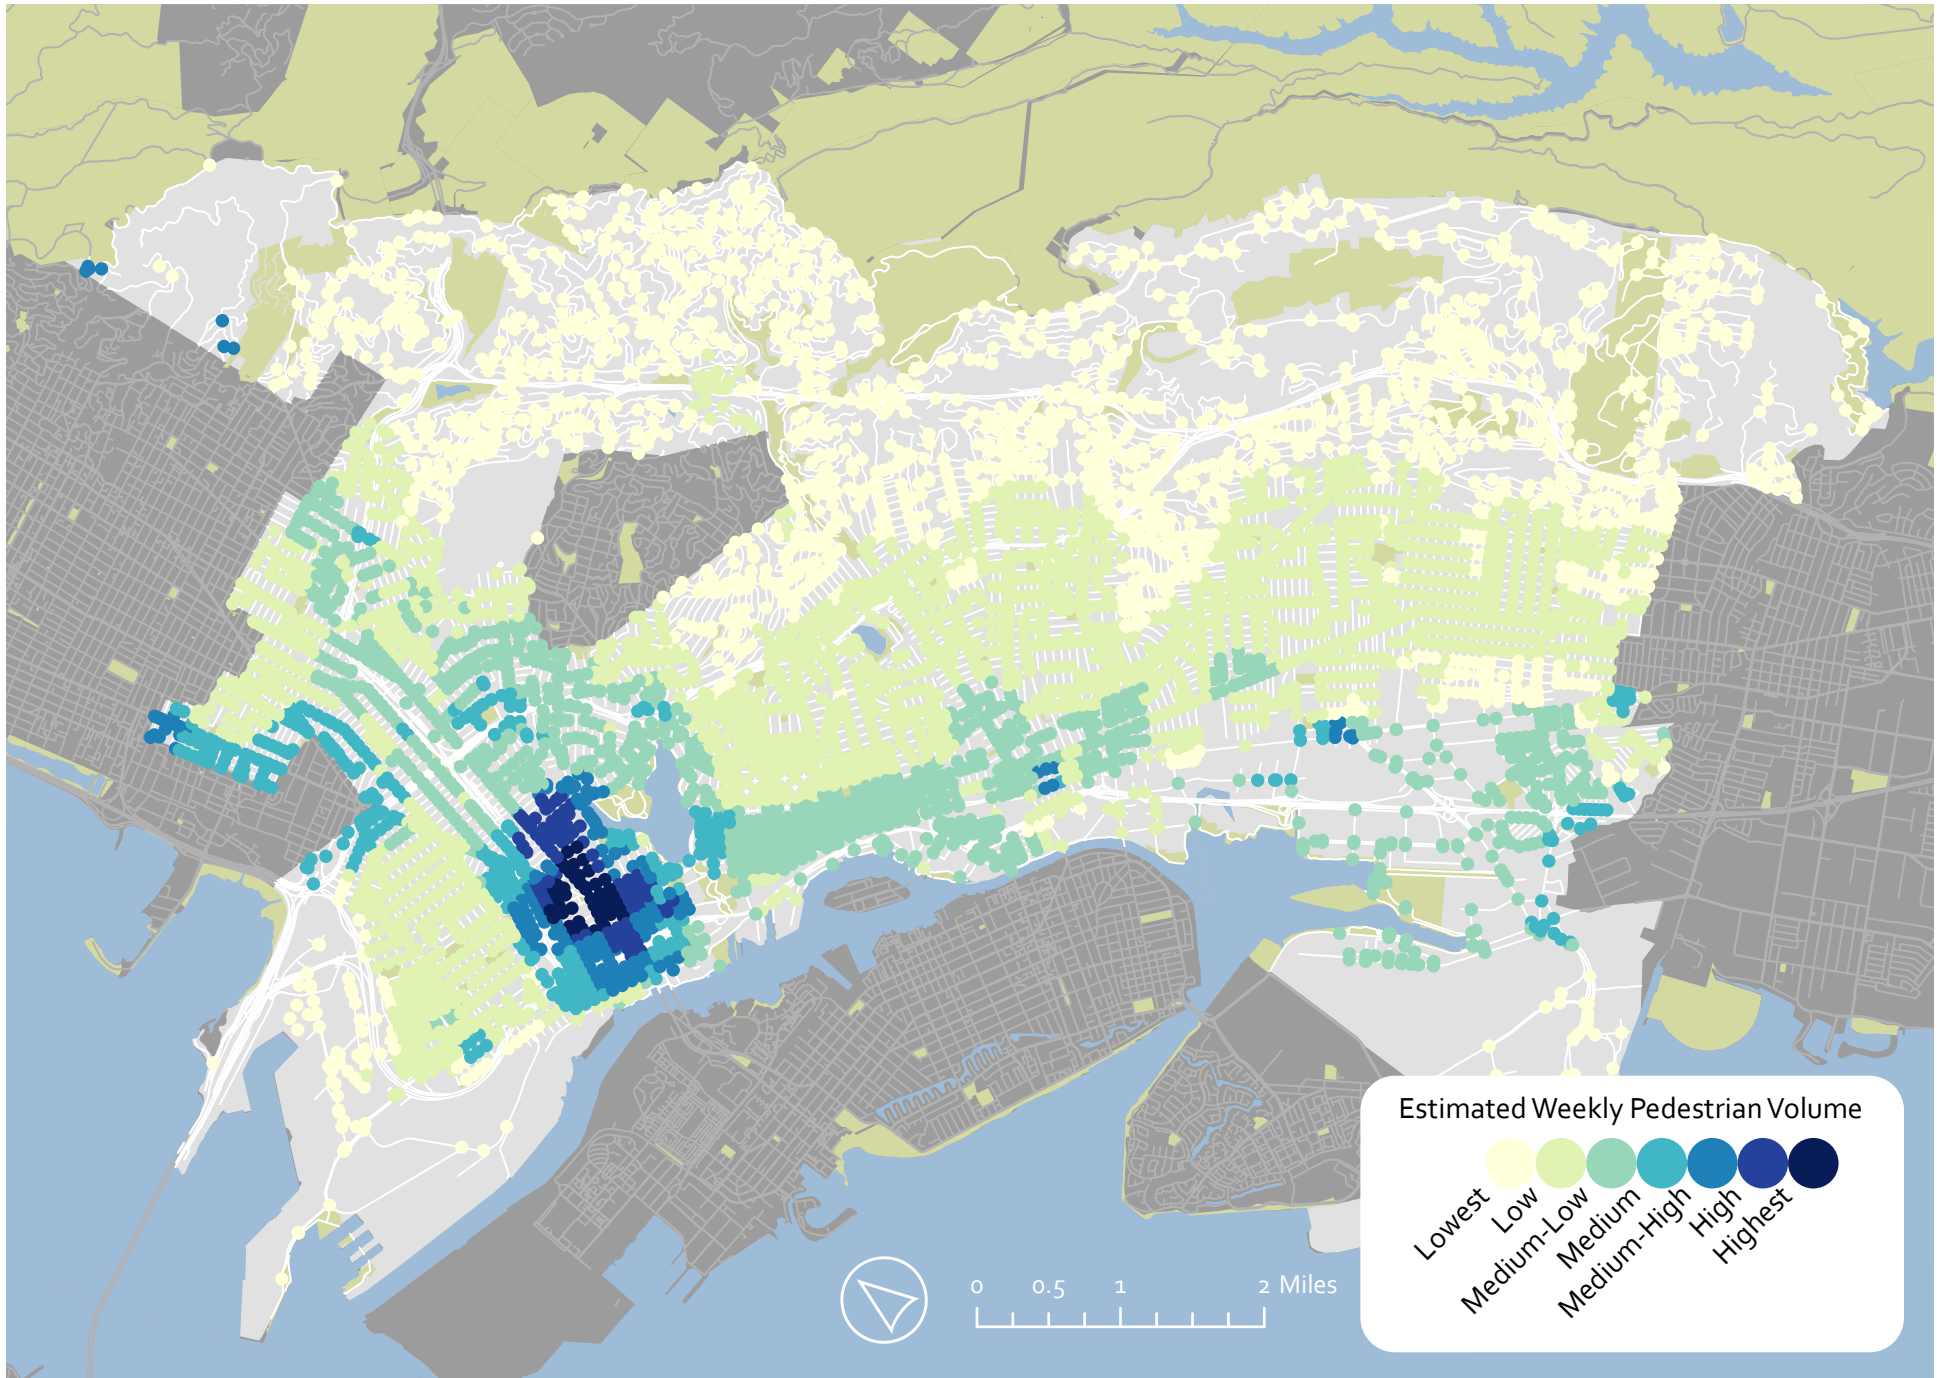 Estimated Weekly Pedestrian Volume
Lowest
Low
Medium-Low
Medium
Medium-High
High
Highest
0 0.5 1 2 Miles